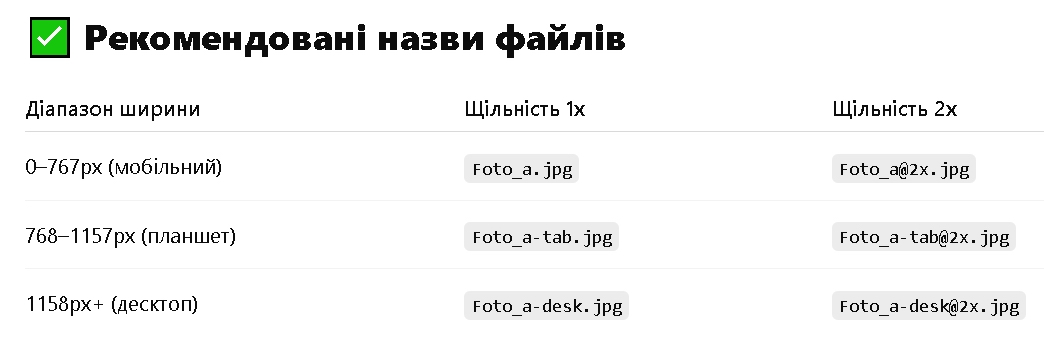 ✅ Рекомендовані назви файлів
Діапазон ширини Щільність 1x Щільність 2x
0–767px (мобільний) Foto_a.jpg Foto_a@2x.jpg
768–1157px (планшет) Foto_a-tab.jpg Foto_a-tab@2x.jpg
1158px+ (десктоп) Foto_a-desk.jpg Foto_a-desk@2x.jpg